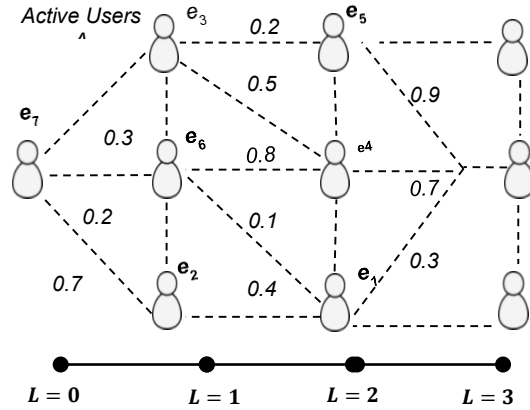 Active Users
e3
0.2
e5
0.5
0.9
e7
0.3
e6
0.8
e4
0.7
0.2
0.1
e2
0.7
0.4
e1
0.3
L = 0
L = 1
L = 2
L = 3